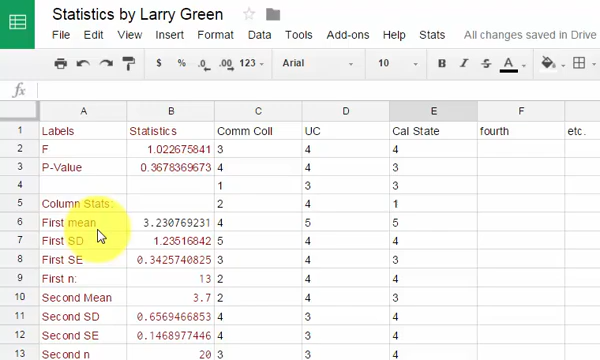 Statistics by Larry Green
File Edit View Insert Format Data Tools Add-ons Help Stats All changes saved in Drive
$ % .0 .00 123 Arial 10 B I S A
fx
A B C D E F
1 Labels Statistics Comm Coll UC Cal State fourth etc.
2 F 1.022675841 3 4 4
3 P-Value 0.3678369673 4 4 3
4 1 3 3
5 Column Stats: 2 4 1
6 First mean 3.230769231 4 5 5
7 First SD 1.23516842 5 4 4
8 First SE 0.3425740825 3 4 3
9 First n: 13 2 4 4
10 Second Mean 3.7 2 4 3
11 Second SD 0.6569466853 4 3 4
12 Second SE 0.1468977446 4 3 4
13 Second n 20 3 4 3